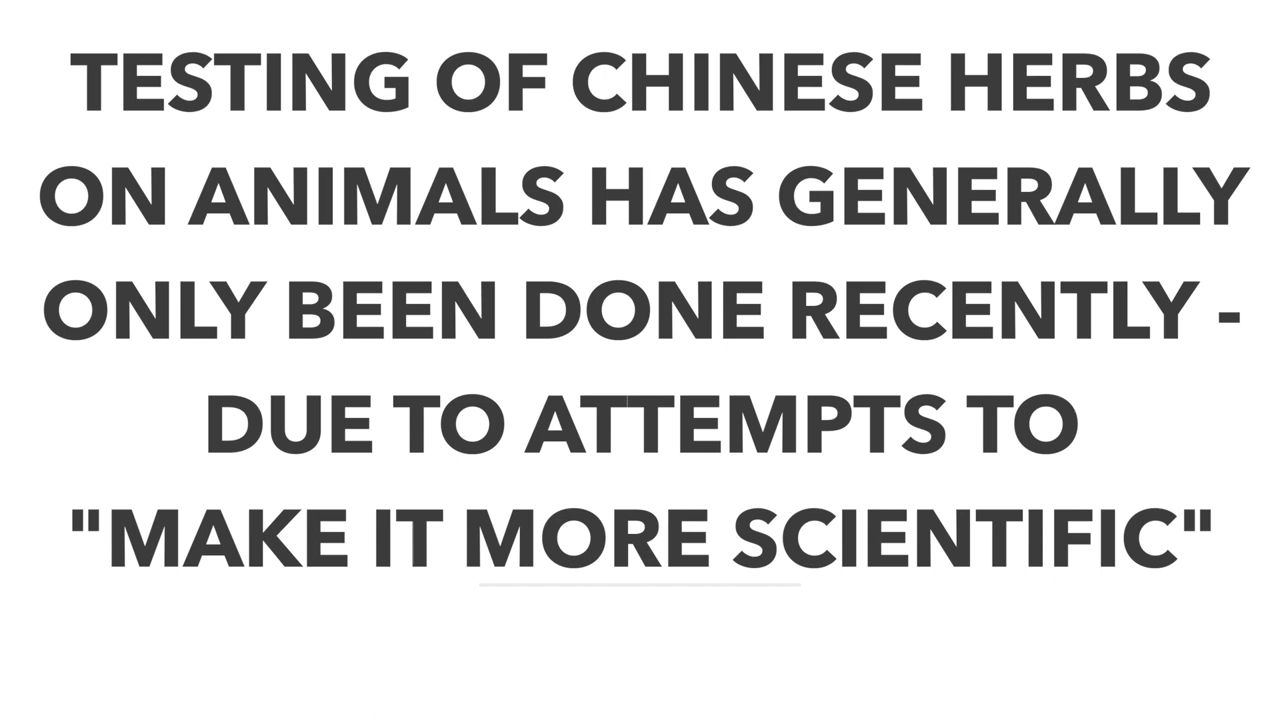 TESTING OF CHINESE HERBS
ON ANIMALS HAS GENERALLY
ONLY BEEN DONE RECENTLY -
DUE TO ATTEMPTS TO
"MAKE IT MORE SCIENTIFIC"